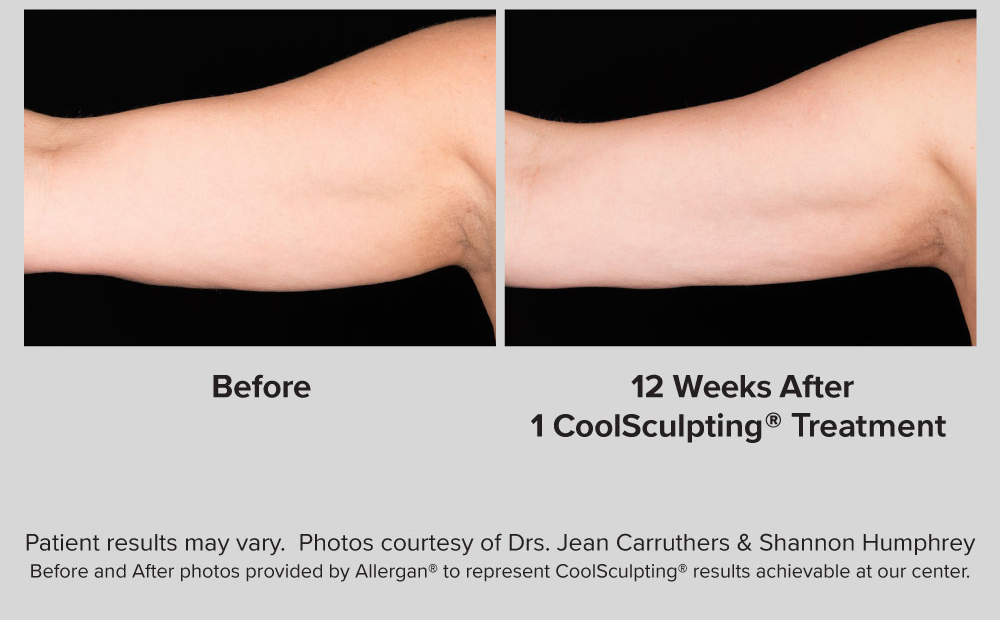 Before
12 Weeks After
1 CoolSculpting® Treatment
Patient results may vary.  Photos courtesy of Drs. Jean Carruthers & Shannon Humphrey
Before and After photos provided by Allergan® to represent CoolSculpting® results achievable at our center.